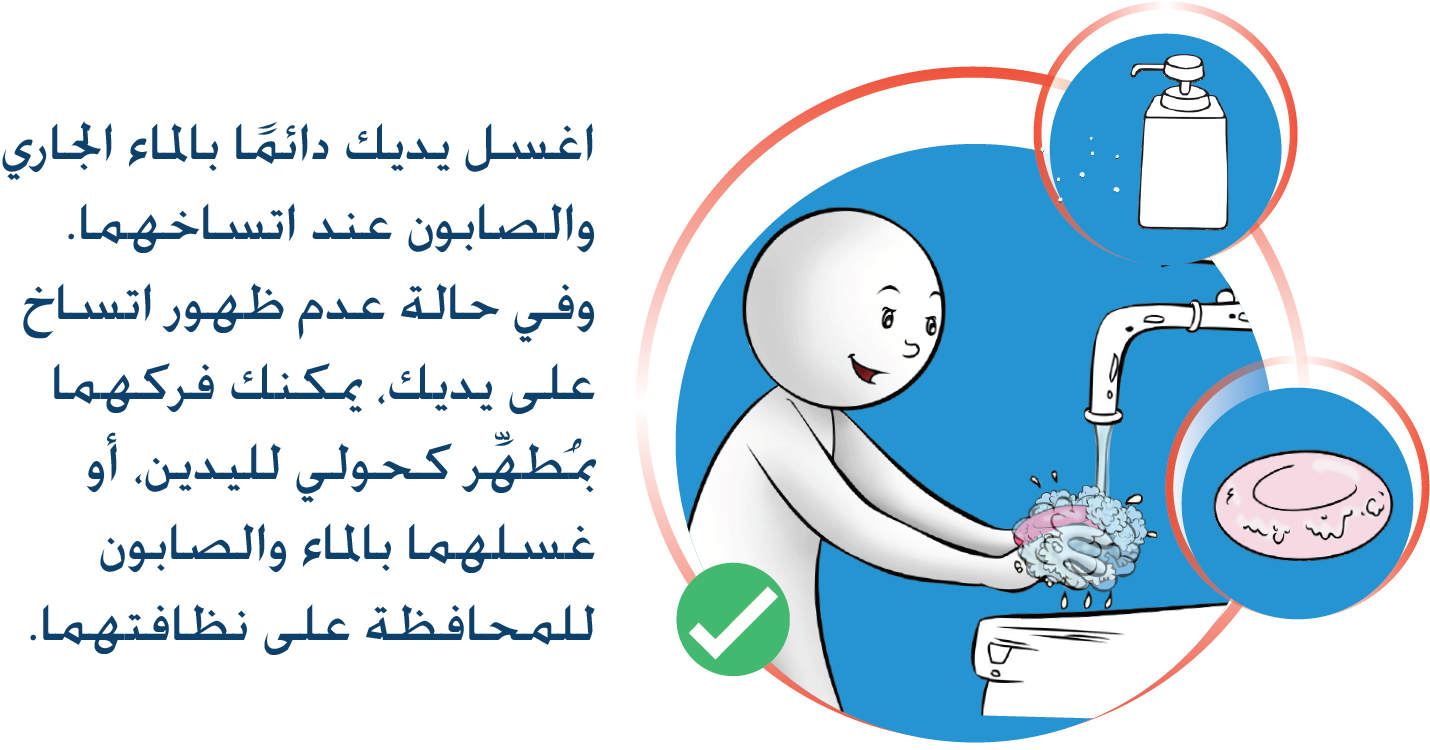 اغسل يديك دائمًا بالماء الجاري
والصابون عند اتساخهما.
وفي حالة عدم ظهور اتساخ
على يديك، يمكنك فركهما
بمُطهِّر كحولي لليدين، أو
غسلهما بالماء والصابون
للمحافظة على نظافتهما.